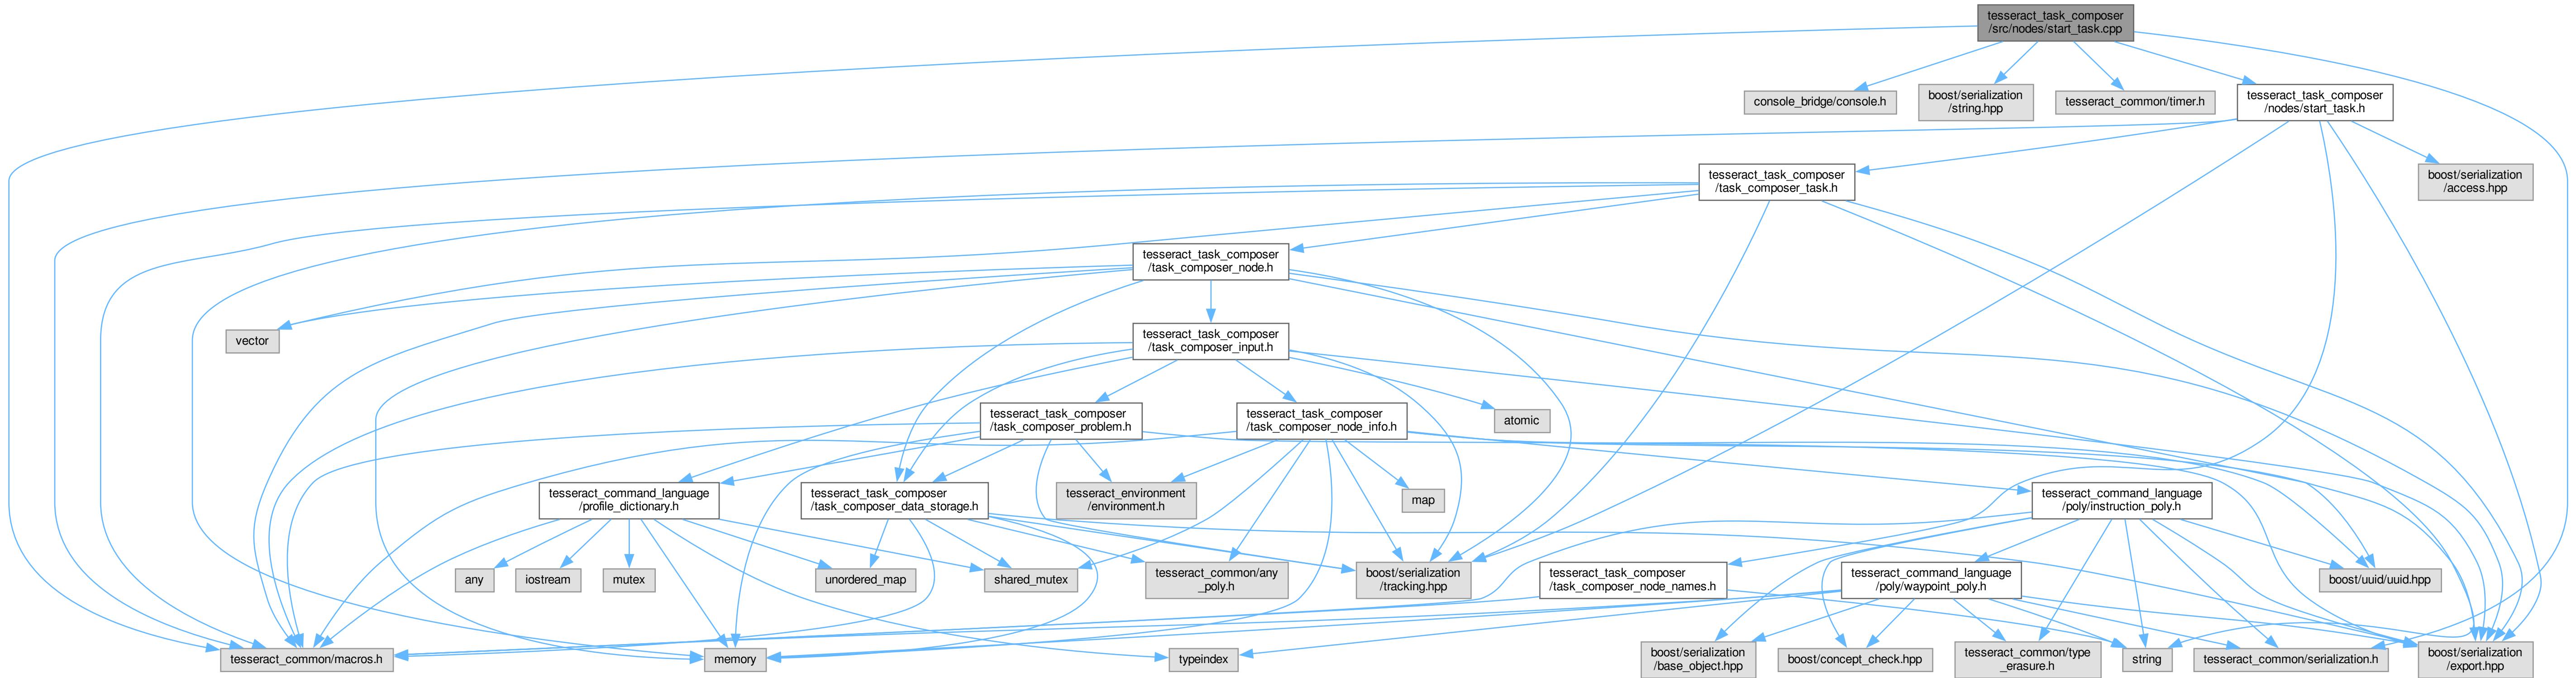 tesseract_task_composer
/src/nodes/start_task.cpp
console_bridge/console.h
boost/serialization
/string.hpp
tesseract_common/timer.h
tesseract_task_composer
/nodes/start_task.h
tesseract_task_composer
/task_composer_task.h
boost/serialization
/access.hpp
tesseract_task_composer
/task_composer_node.h
vector
tesseract_task_composer
/task_composer_input.h
tesseract_task_composer
/task_composer_problem.h
tesseract_task_composer
/task_composer_node_info.h
atomic
tesseract_command_language
/profile_dictionary.h
tesseract_task_composer
/task_composer_data_storage.h
tesseract_environment
/environment.h
map
tesseract_command_language
/poly/instruction_poly.h
any
iostream
mutex
unordered_map
shared_mutex
tesseract_common/any
_poly.h
boost/serialization
/tracking.hpp
tesseract_task_composer
/task_composer_node_names.h
tesseract_command_language
/poly/waypoint_poly.h
boost/uuid/uuid.hpp
tesseract_common/macros.h
memory
typeindex
boost/serialization
/base_object.hpp
boost/concept_check.hpp
tesseract_common/type
_erasure.h
string
tesseract_common/serialization.h
boost/serialization
/export.hpp